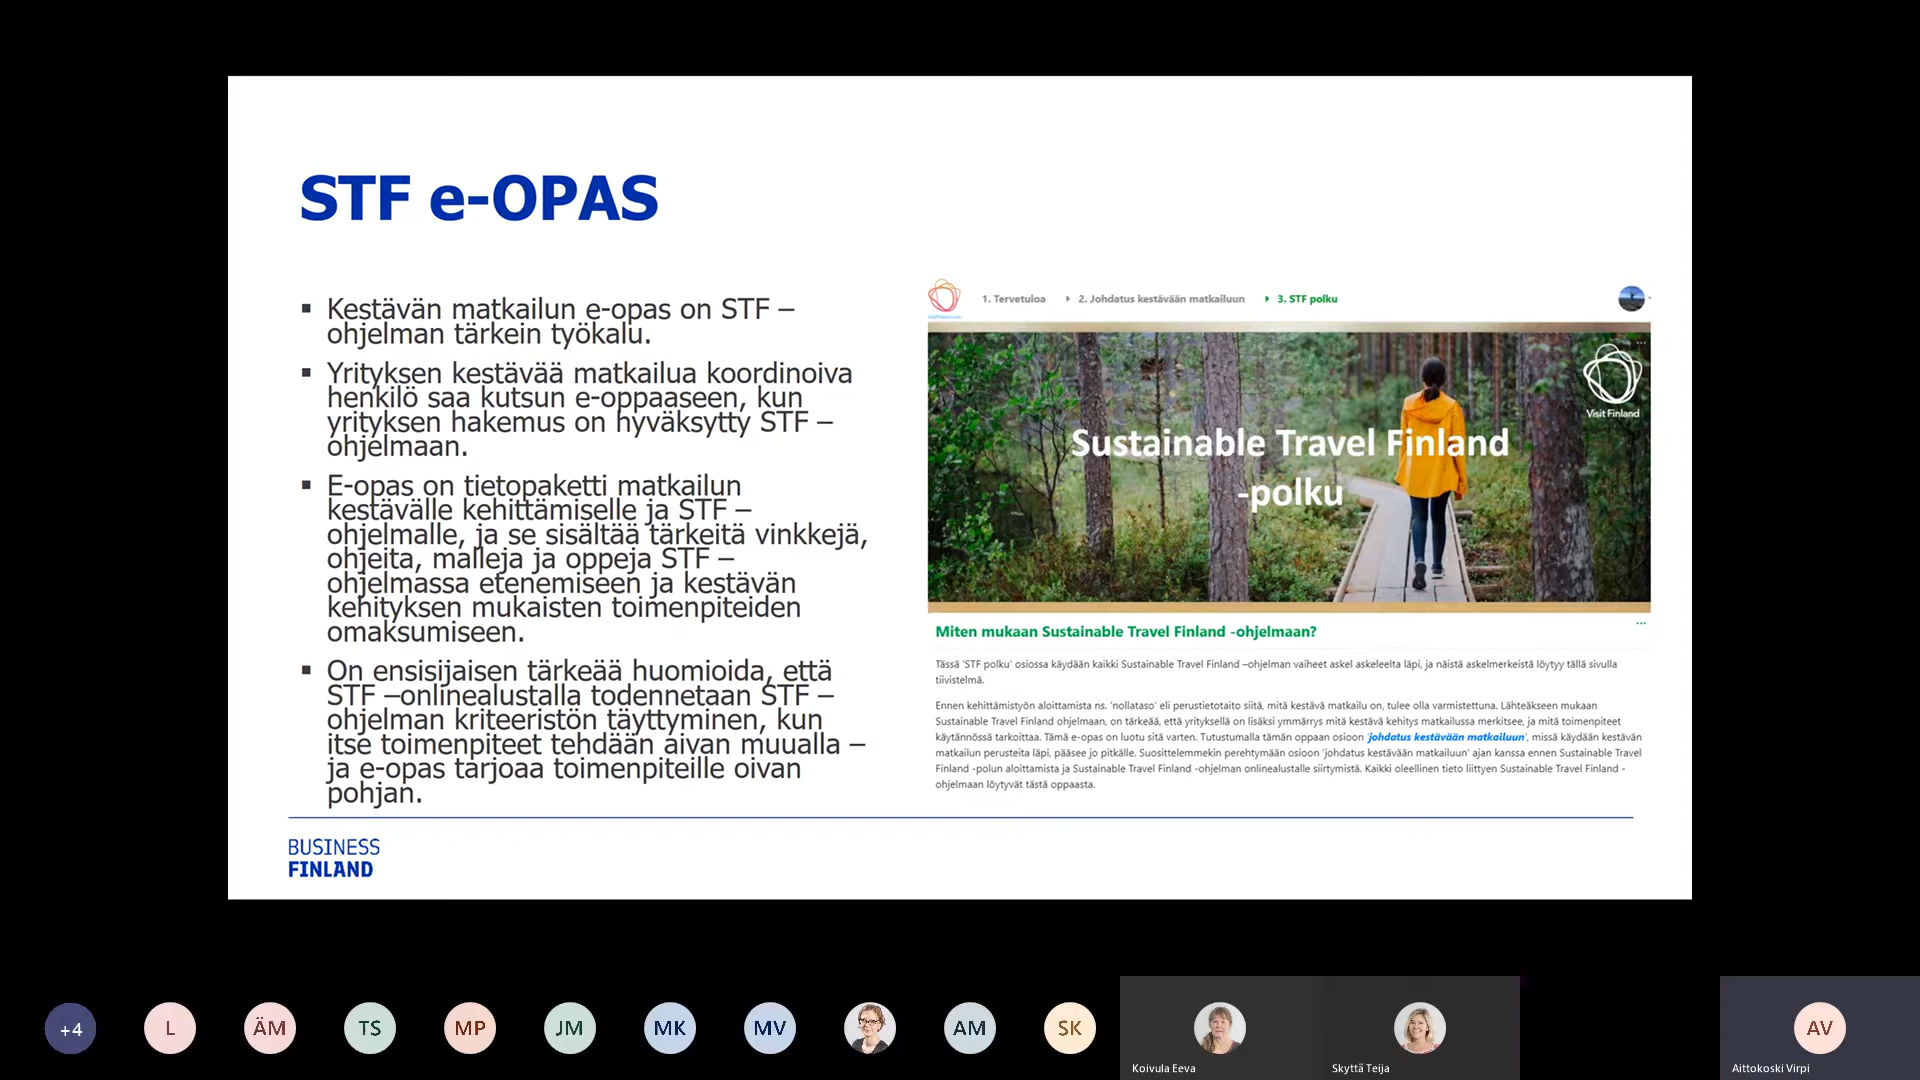 STF e-OPAS
▪ Kestävän matkailun e-opas on STF –
ohjelman tärkein työkalu.
▪ Yrityksen kestävää matkailua koordinoiva
henkilö saa kutsun e-oppaaseen, kun
yrityksen hakemus on hyväksytty STF –
ohjelmaan.
▪ E-opas on tietopaketti matkailun
kestävälle kehittämiselle ja STF –
ohjelmalle, ja se sisältää tärkeitä vinkkejä,
ohjeita, malleja ja oppeja STF –
ohjelmassa etenemiseen ja kestävän
kehityksen mukaisten toimenpiteiden
omaksumiseen.
▪ On ensisijaisen tärkeää huomioida, että
STF –onlinealustalla todennetaan STF –
ohjelman kriteeristön täyttyminen, kun
itse toimenpiteet tehdään aivan muualla –
ja e-opas tarjoaa toimenpiteille oivan
pohjan.
1. Tervetuloa 2. Johdatus kestävään matkailuun 3. STF polku
Visit Finland
Sustainable Travel Finland
-polku
Miten mukaan Sustainable Travel Finland -ohjelmaan?
Tässä 'STF polku' osiossa käydään kaikki Sustainable Travel Finland –ohjelman vaiheet askel askeleelta läpi, ja näistä askelmerkeistä löytyy tällä sivulla
tiivistelmä.
Ennen kehittämistyön aloittamista ns. 'nollataso' eli perustietotaito siitä, mitä kestävä matkailu on, tulee olla varmistettuna. Lähteäkseen mukaan
Sustainable Travel Finland ohjelmaan, on tärkeää, että yrityksellä on lisäksi ymmärrys mitä kestävä kehitys matkailussa merkitsee, ja mitä toimenpiteet
käytännössä tarkoittaa. Tämä e-opas on luotu sitä varten. Tutustumalla tämän oppaan osioon 'johdatus kestävään matkailuun', missä käydään kestävän
matkailun perusteita läpi, pääsee jo pitkälle. Suosittelemmekin perehtymään osioon 'johdatus kestävään matkailuun' ajan kanssa ennen Sustainable Travel
Finland -polun aloittamista ja Sustainable Travel Finland -ohjelman onlinealustalle siirtymistä. Kaikki oleellinen tieto liittyen Sustainable Travel Finland -
ohjelmaan löytyvät tästä oppaasta.
BUSINESS
FINLAND
+4 L ÄM TS MP JM MK MV AM SK AV
Koivula Eeva Skyttä Teija Aittokoski Virpi